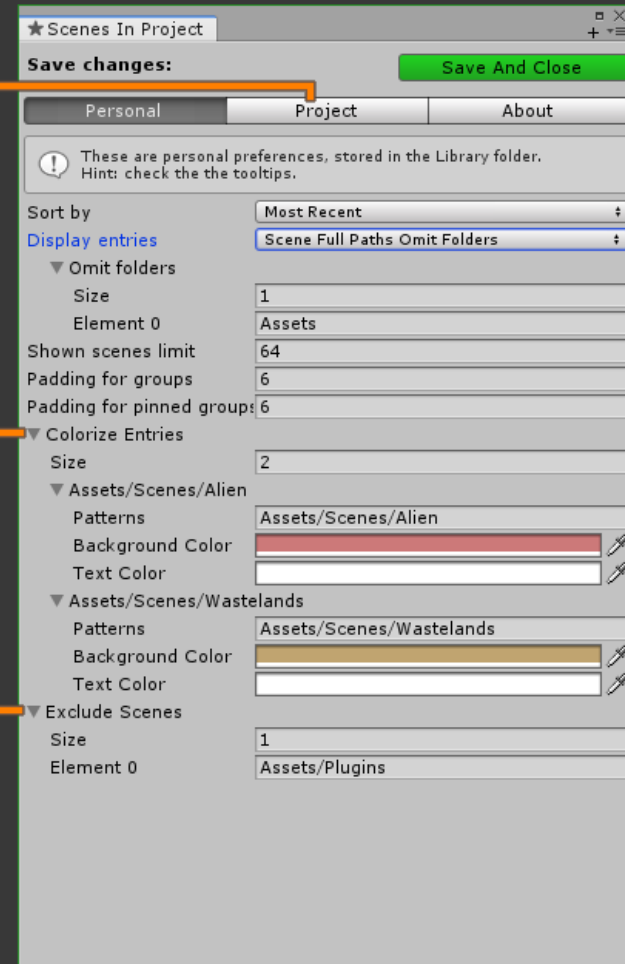 Scenes In Project
Save changes:
Save And Close
Personal Project About
These are personal preferences, stored in the Library folder.
Hint: check the the tooltips.
Sort by Most Recent
Display entries Scene Full Paths Omit Folders
Omit folders
Size 1
Element 0 Assets
Shown scenes limit 64
Padding for groups 6
Padding for pinned groups 6
Colorize Entries
Size 2
Assets/Scenes/Alien
Patterns Assets/Scenes/Alien
Background Color
Text Color
Assets/Scenes/Wastelands
Patterns Assets/Scenes/Wastelands
Background Color
Text Color
Exclude Scenes
Size 1
Element 0 Assets/Plugins